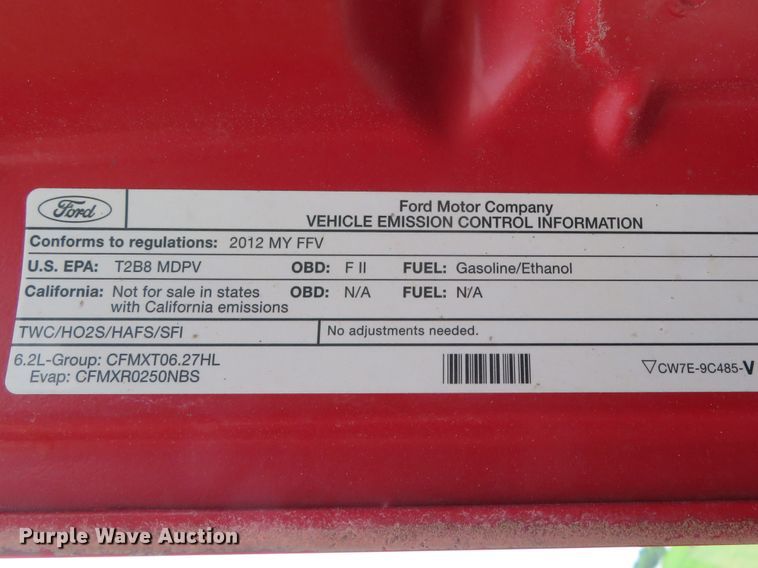 Ford
Ford Motor Company
VEHICLE EMISSION CONTROL INFORMATION
Conforms to regulations: 2012 MY FFV
U.S. EPA: T2B8 MDPV OBD: F II FUEL: Gasoline/Ethanol
California: Not for sale in states OBD: N/A FUEL: N/A
with California emissions
TWC/HO2S/HAFS/SFI No adjustments needed.
6.2L-Group: CFMXT06.27HL
Evap: CFMXR0250NBS
▽CW7E-9C485-V
Purple Wave Auction